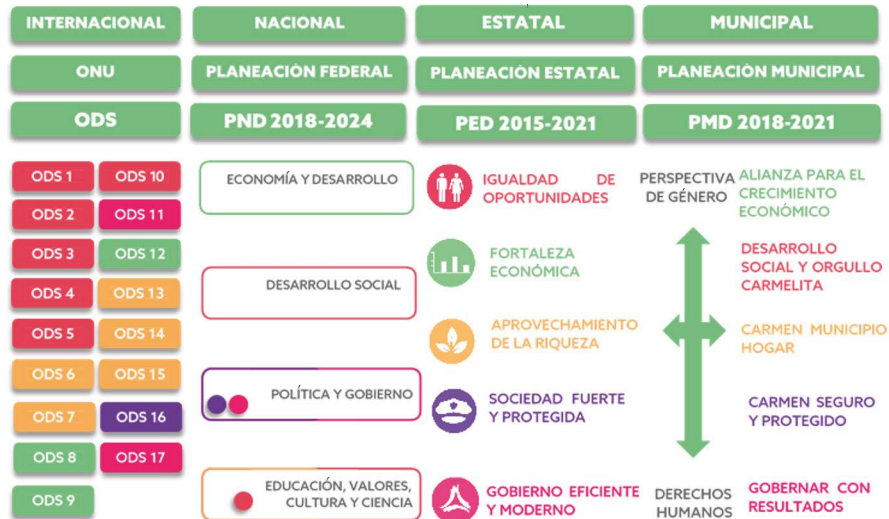 INTERNACIONAL
NACIONAL
ESTATAL
MUNICIPAL
ONU
PLANEACIÓN FEDERAL
PLANEACIÓN ESTATAL
PLANEACIÓN MUNICIPAL
ODS
PND 2018-2024
PED 2015-2021
PMD 2018-2021
ODS 1
ODS 10
ODS 2
ODS 11
ODS 3
ODS 12
ODS 4
ODS 13
ODS 5
ODS 14
ODS 6
ODS 15
ODS 7
ODS 16
ODS 8
ODS 17
ODS 9
ECONOMÍA Y DESARROLLO
DESARROLLO SOCIAL
POLÍTICA Y GOBIERNO
EDUCACIÓN, VALORES,
CULTURA Y CIENCIA
IGUALDAD DE
OPORTUNIDADES
FORTALEZA
ECONÓMICA
APROVECHAMIENTO
DE LA RIQUEZA
SOCIEDAD FUERTE
Y PROTEGIDA
GOBIERNO EFICIENTE
Y MODERNO
PERSPECTIVA
DE GÉNERO
DERECHOS
HUMANOS
ALIANZA PARA EL
CRECIMIENTO
ECONÓMICO
DESARROLLO
SOCIAL Y ORGULLO
CARMELITA
CARMEN MUNICIPIO
HOGAR
CARMEN SEGURO
Y PROTEGIDO
GOBERNAR CON
RESULTADOS